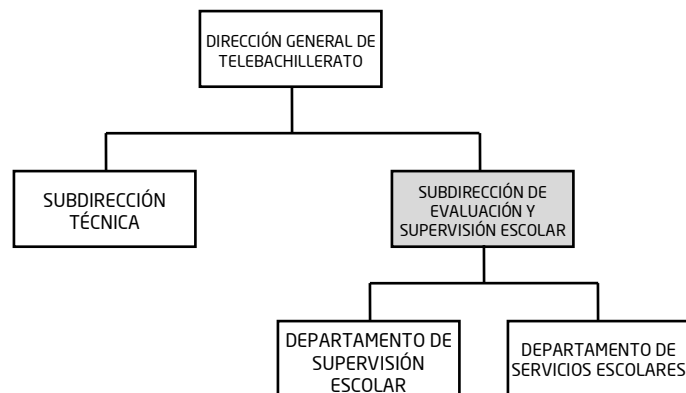 DIRECCIÓN GENERAL DE
TELEBACHILLERATO
SUBDIRECCIÓN
TÉCNICA
SUBDIRECCIÓN DE
EVALUACIÓN Y
SUPERVISIÓN ESCOLAR
DEPARTAMENTO DE
SUPERVISIÓN
ESCOLAR
DEPARTAMENTO DE
SERVICIOS ESCOLARES